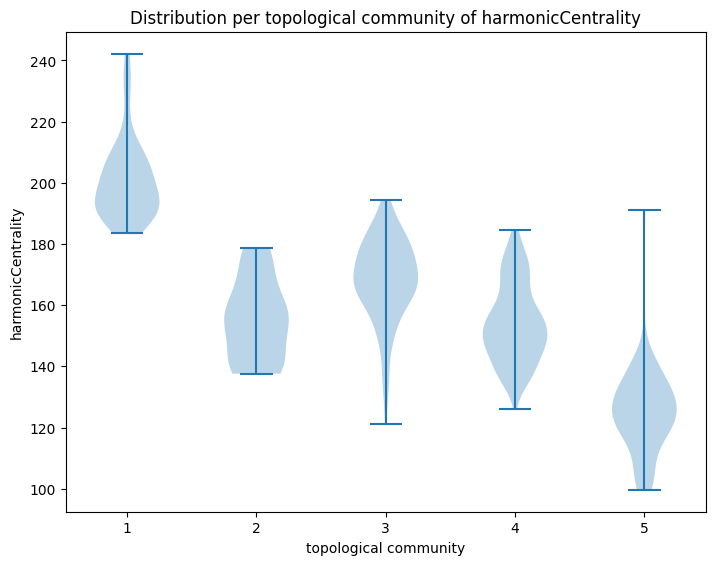 Distribution per topological community of harmonicCentrality
harmonicCentrality
240
220
200
180
160
140
120
100
1 2 3 4 5
topological community